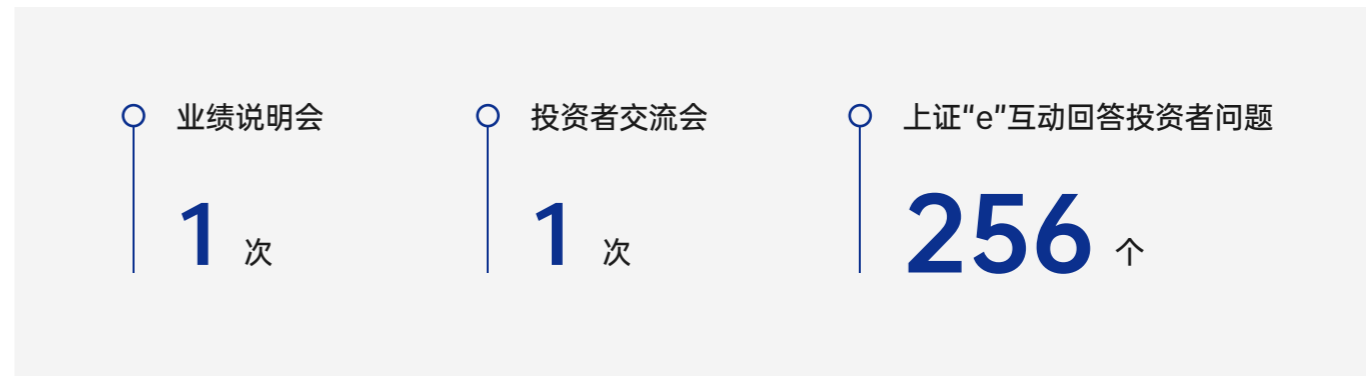 业绩说明会
1 次
投资者交流会
1 次
上证“e”互动回答投资者问题
256 个